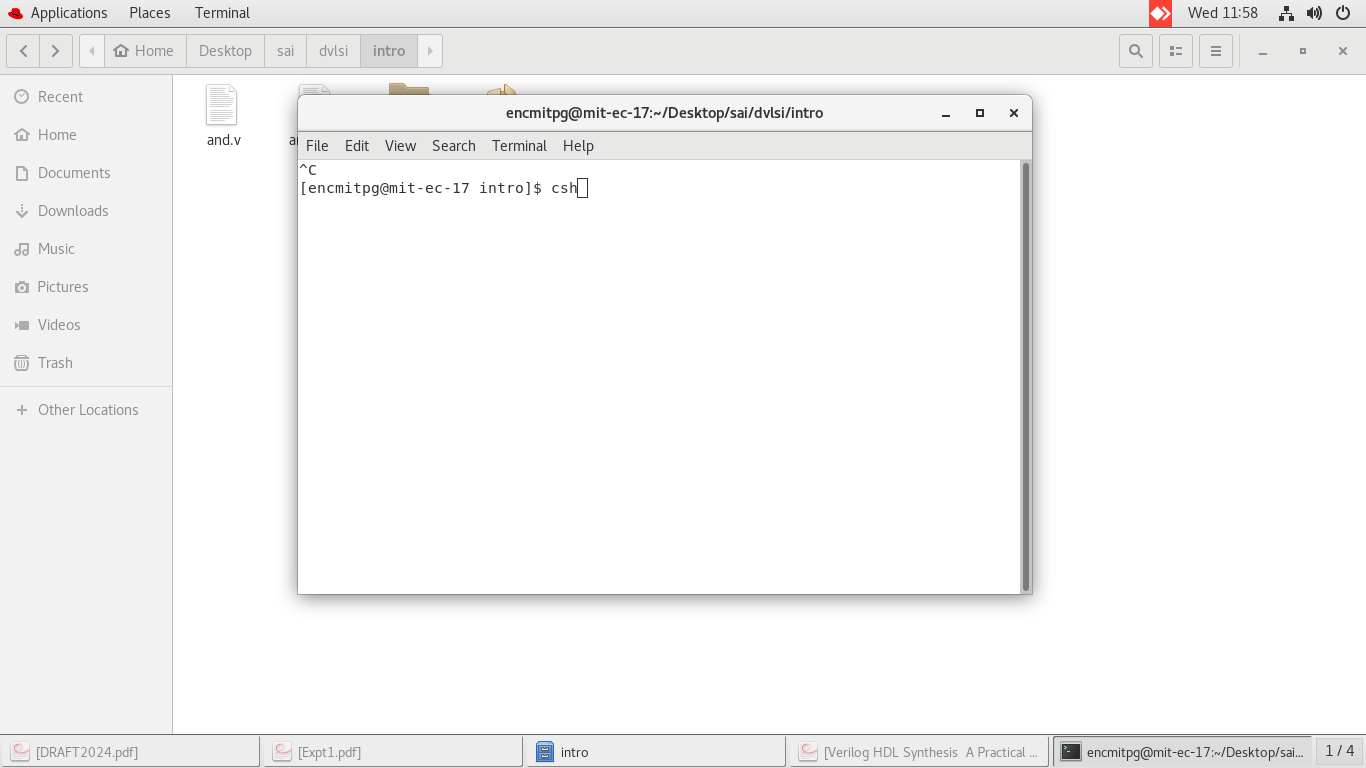 Applications Places Terminal Wed 11:58
Home Desktop sai dvlsi intro
Recent
Home
Documents
Downloads
Music
Pictures
Videos
Trash
Other Locations
and.v
encmitpg@mit-ec-17:~/Desktop/sai/dvlsi/intro
File Edit View Search Terminal Help
^C
[encmitpg@mit-ec-17 intro]$ csh
[DRAFT2024.pdf] [Expt1.pdf] intro [Verilog HDL Synthesis A Practical ... encmitpg@mit-ec-17:~/Desktop/sai... 1 / 4